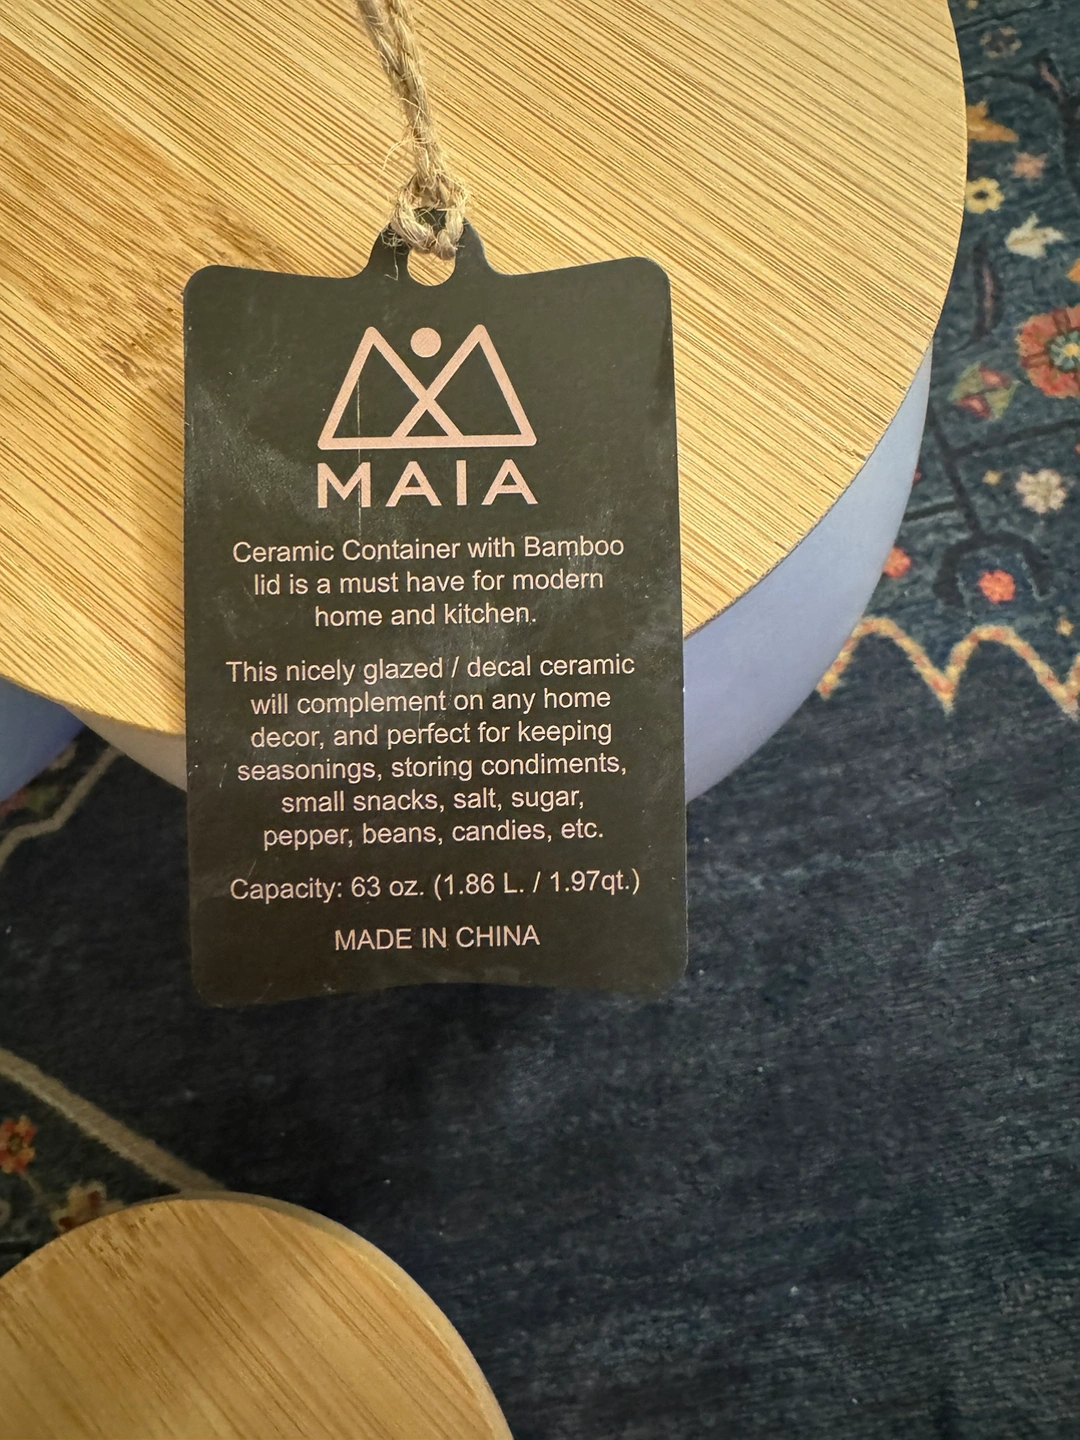 MAIA
Ceramic Container with Bamboo
lid is a must have for modern
home and kitchen.
This nicely glazed / decal ceramic
will complement on any home
decor, and perfect for keeping
seasonings, storing condiments,
small snacks, salt, sugar,
pepper, beans, candies, etc.
Capacity: 63 oz. (1.86 L. / 1.97qt.)
MADE IN CHINA